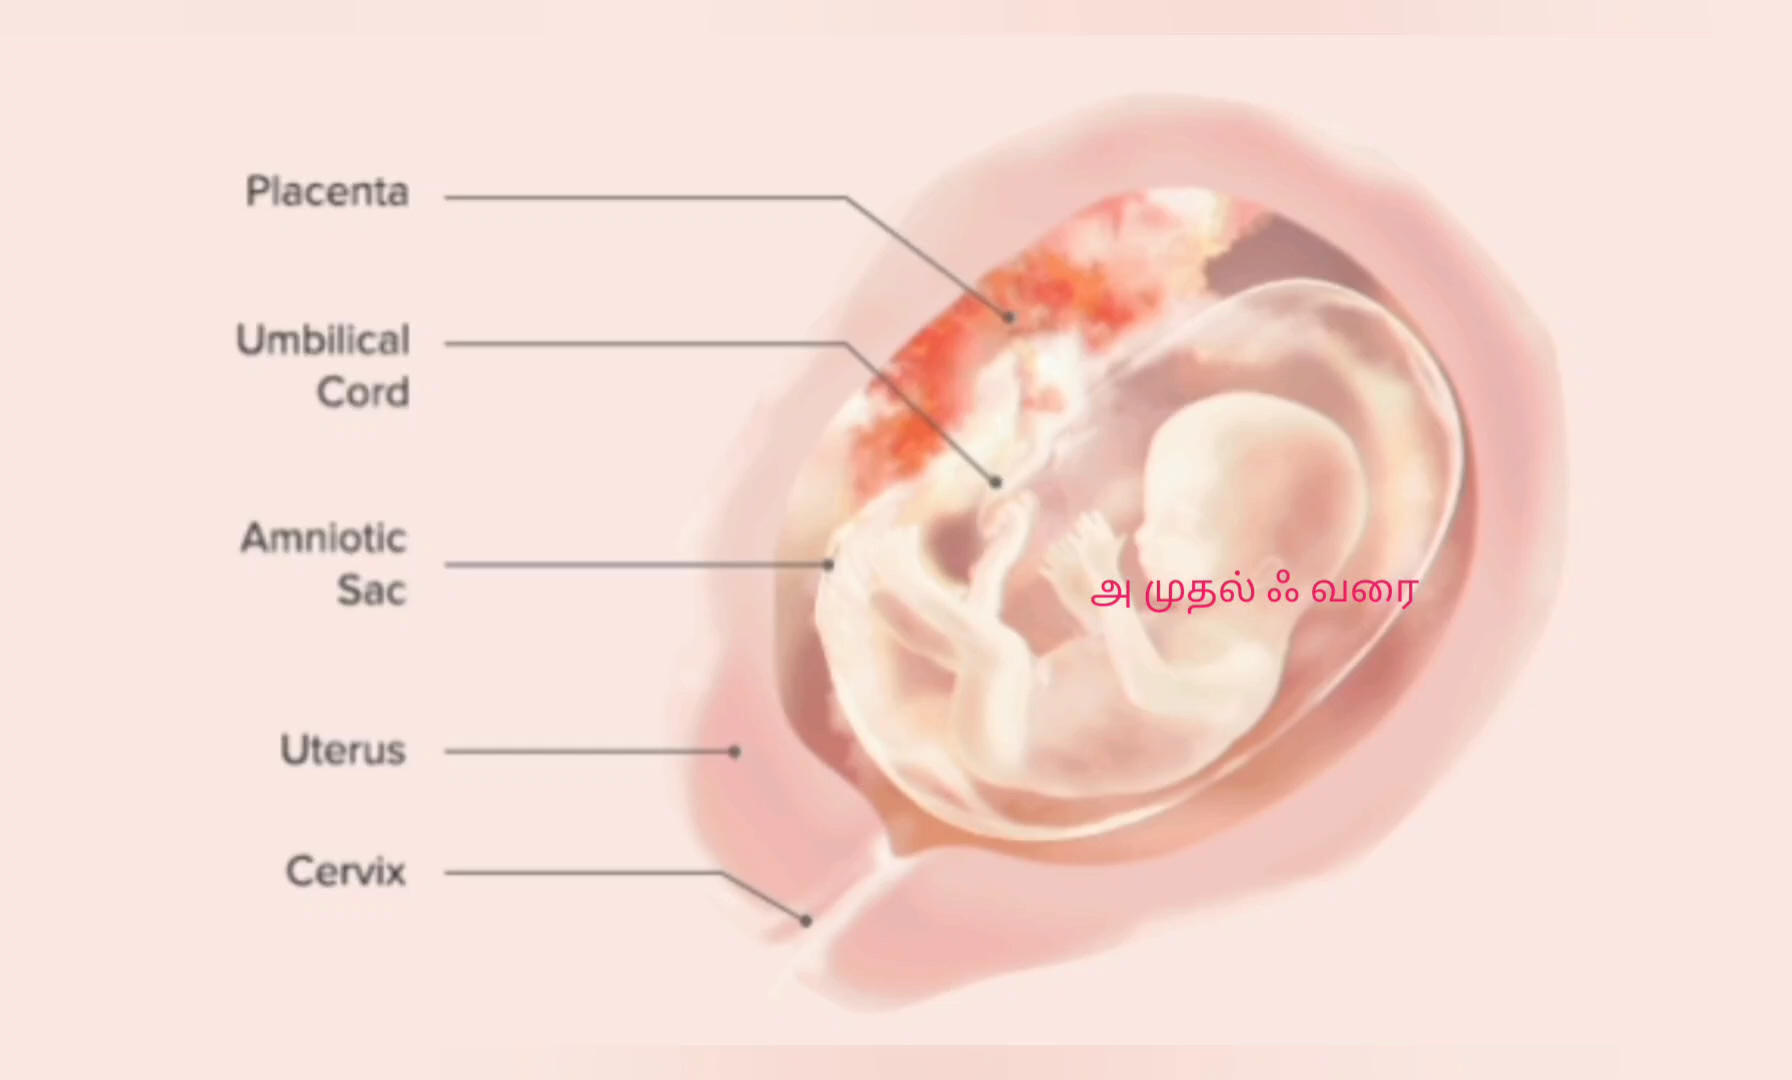 Placenta
Umbilical
Cord
Amniotic
Sac
அ முதல் ஃ வரை
Uterus
Cervix